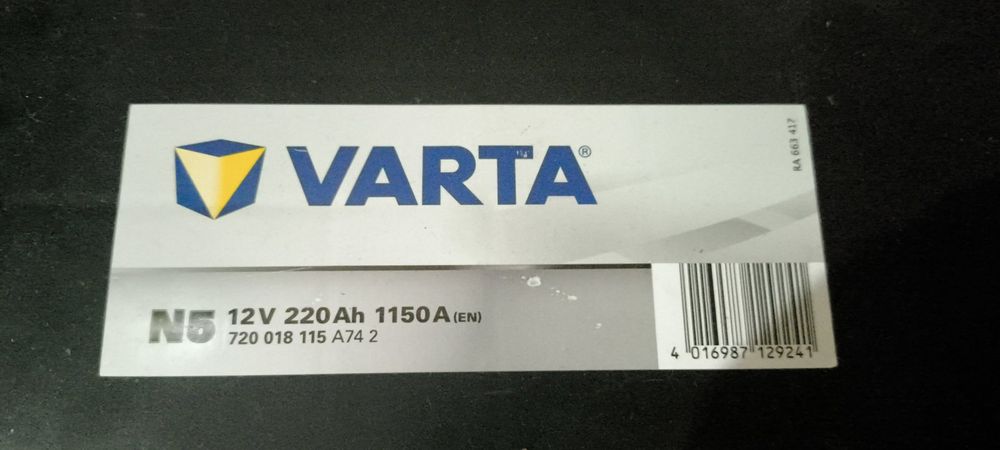 VARTA®
RA 663 417
N5 12V 220Ah 1150A (EN)
720 018 115 A74 2
4 016987 129241